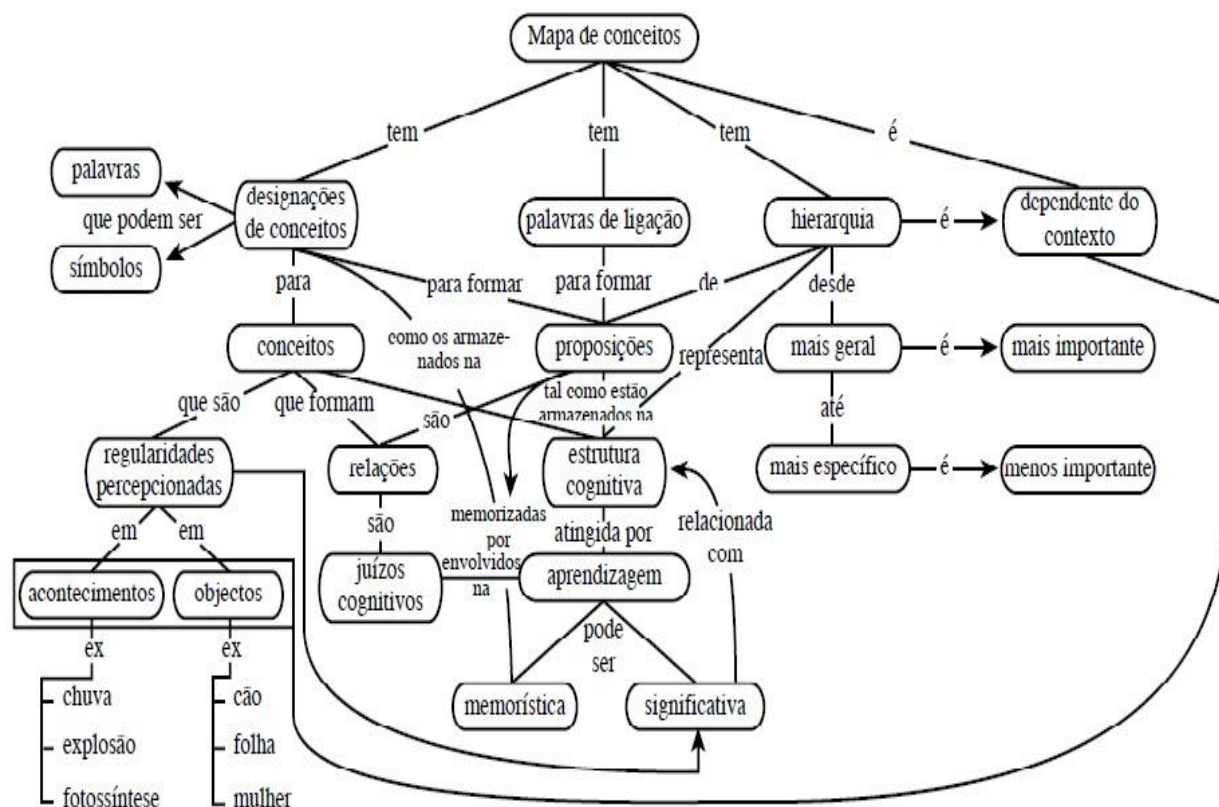 Mapa de conceitos
tem
tem
tem
é
palavras
que podem ser
símbolos
designações
de conceitos
palavras de ligação
hierarquia
é
dependente do
contexto
para
para formar
para formar
de
desde
conceitos
como os armaze-
nados na
proposições
representa
mais geral
é
mais importante
que são
que formam
são
tal como estão
armazenados na
até
regularidades
percepcionadas
relações
estrutura
cognitiva
mais específico
é
menos importante
em
em
são
memorizadas
por
envolvidos
na
atingida por
relacionada
com
acontecimentos
objectos
juízos
cognitivos
aprendizagem
ex
ex
pode
ser
chuva
explosão
fotossíntese
cão
folha
mulher
memorística
significativa